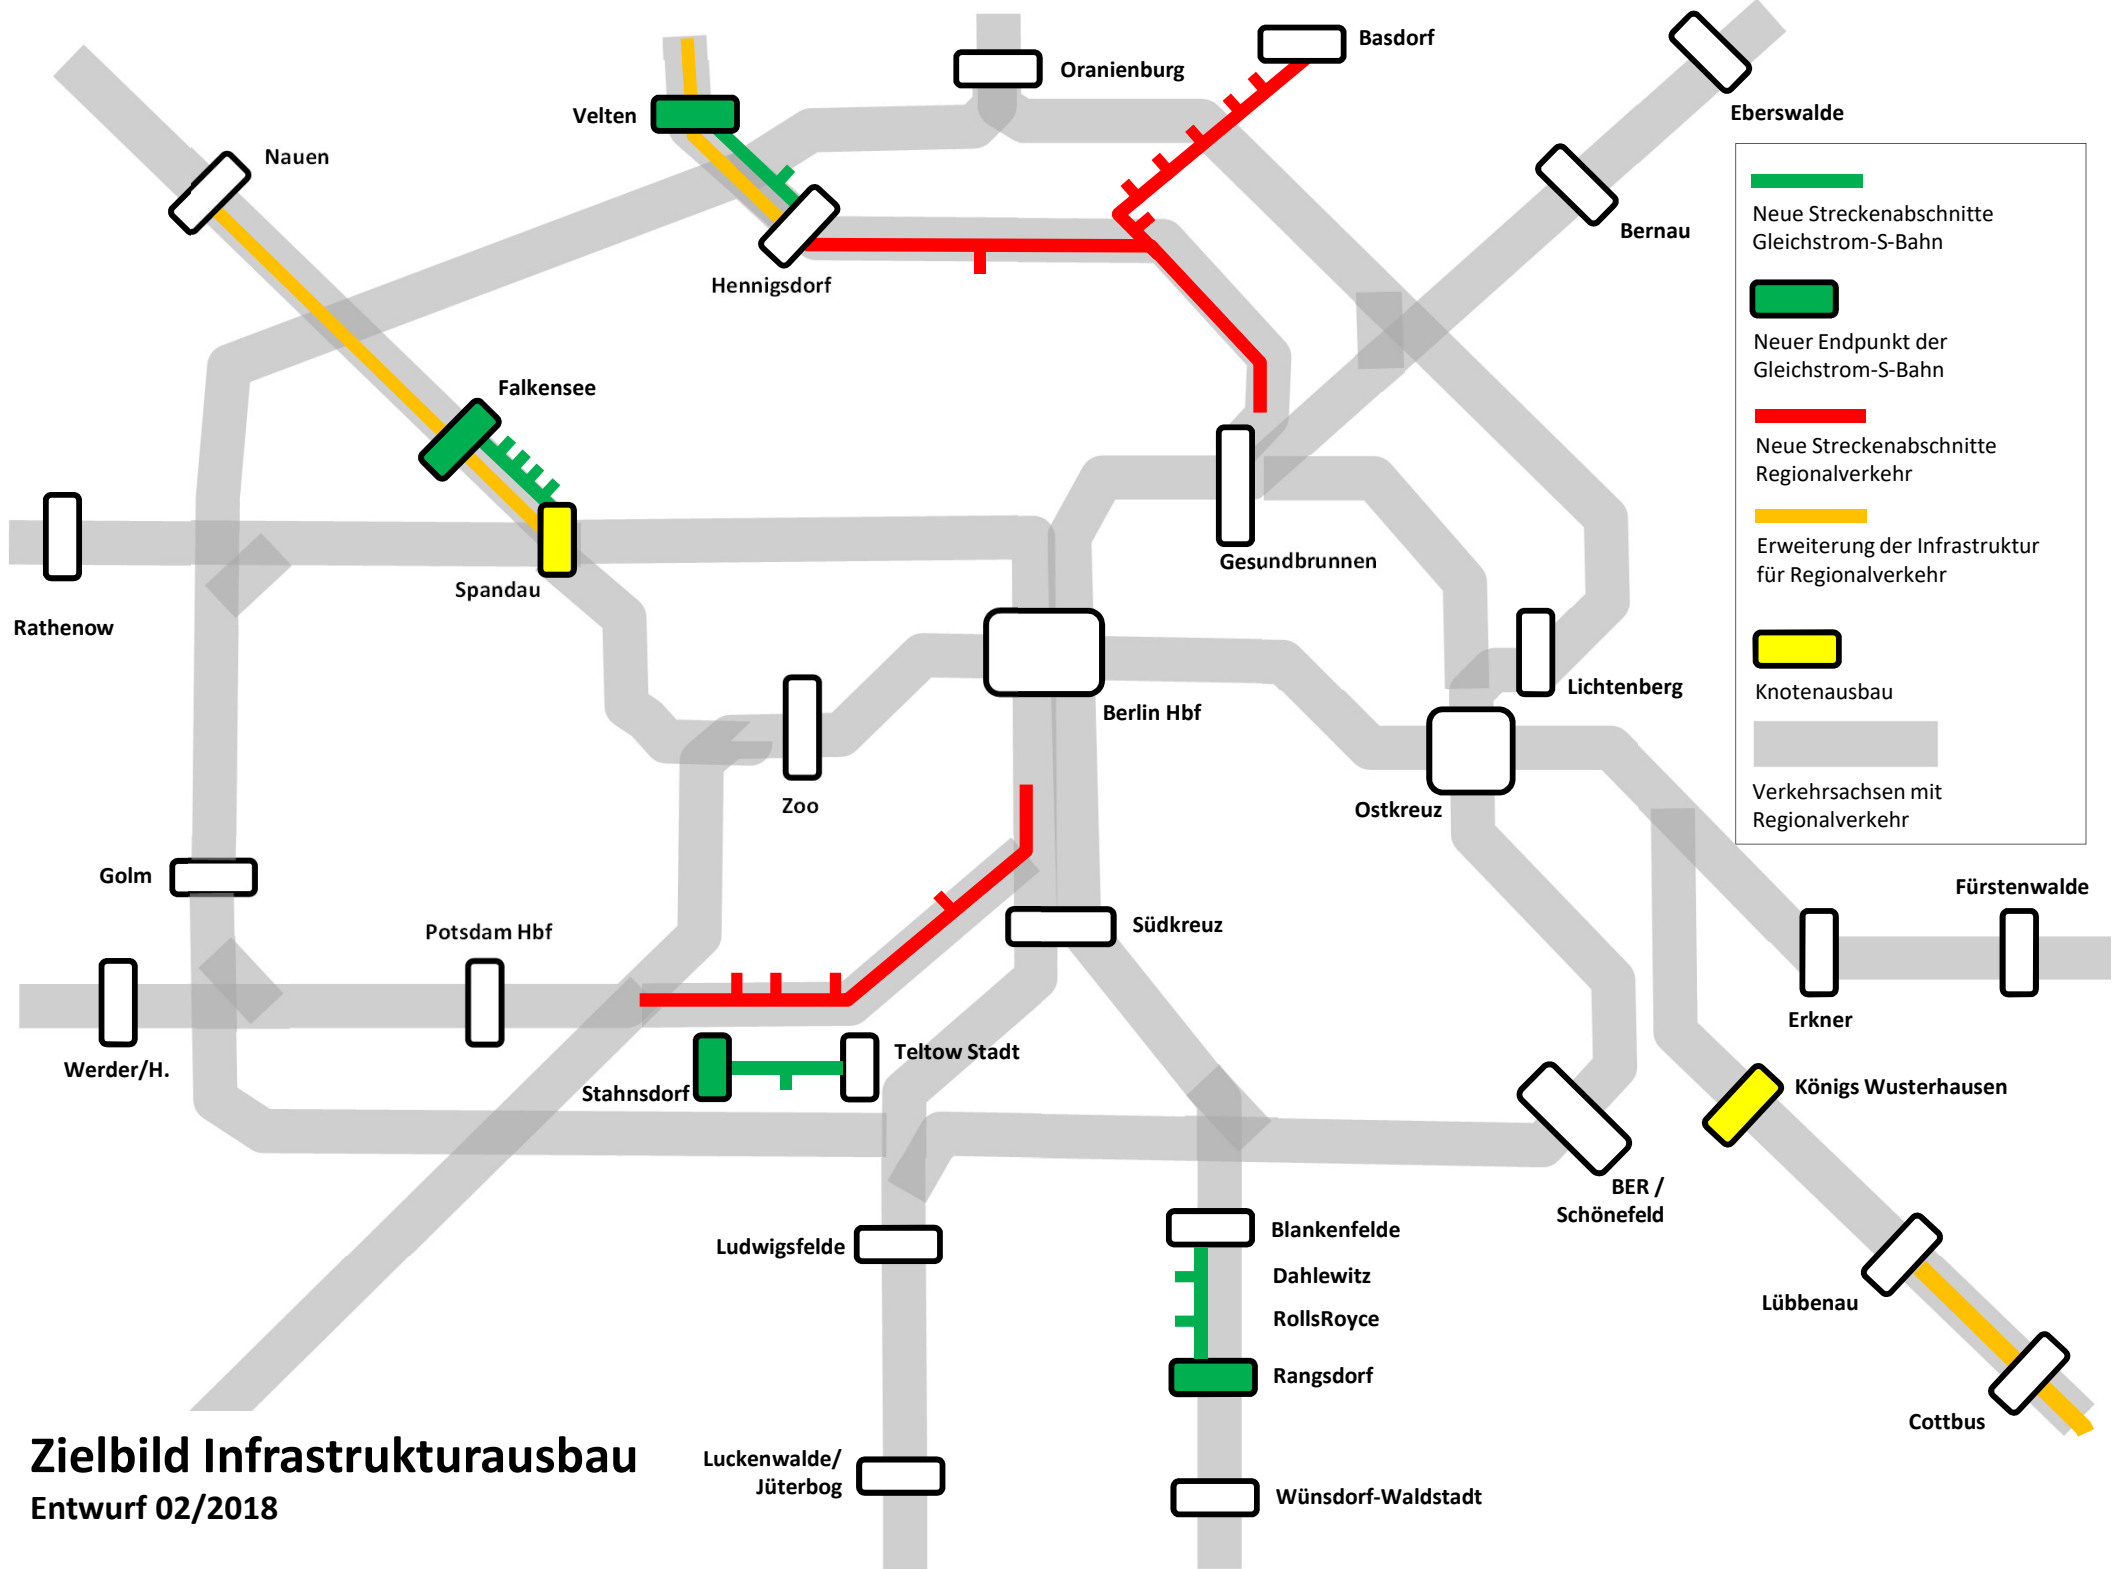 Basdorf
Oranienburg
Velten
Eberswalde
Nauen
Bernau
Hennigsdorf
Falkensee
Gesundbrunnen
Spandau
Rathenow
Lichtenberg
Berlin Hbf
Zoo
Ostkreuz
Golm
Fürstenwalde
Potsdam Hbf
Südkreuz
Erkner
Werder/H.
Teltow Stadt
Stahnsdorf
Königs Wusterhausen
BER /
Schönefeld
Ludwigsfelde
Blankenfelde
Dahlewitz
RollsRoyce
Lübbenau
Rangsdorf
Cottbus
Luckenwalde/
Jüterbog
Wünsdorf-Waldstadt
Neue Streckenabschnitte
Gleichstrom-S-Bahn
Neuer Endpunkt der
Gleichstrom-S-Bahn
Neue Streckenabschnitte
Regionalverkehr
Erweiterung der Infrastruktur
für Regionalverkehr
Knotenausbau
Verkehrsachsen mit
Regionalverkehr
Zielbild Infrastrukturausbau
Entwurf 02/2018